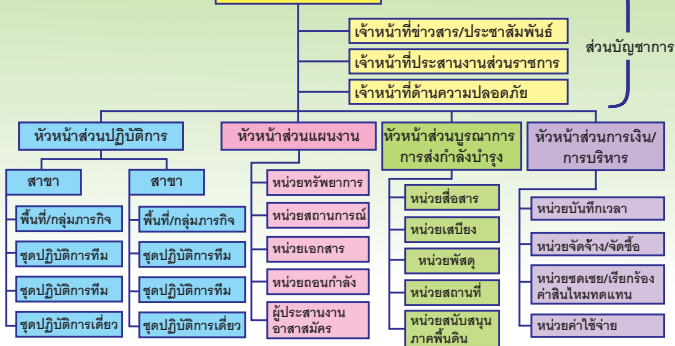 เจ้าหน้าที่ข่าวสาร/ประชาสัมพันธ์
เจ้าหน้าที่ประสานงานส่วนราชการ
เจ้าหน้าที่ด้านความปลอดภัย
ส่วนบัญชาการ
หัวหน้าส่วนปฏิบัติการ
สาขา
พื้นที่/กลุ่มภารกิจ
ชุดปฏิบัติการทีม
ชุดปฏิบัติการทีม
ชุดปฏิบัติการเดี่ยว
สาขา
พื้นที่/กลุ่มภารกิจ
ชุดปฏิบัติการทีม
ชุดปฏิบัติการทีม
ชุดปฏิบัติการเดี่ยว
หัวหน้าส่วนแผนงาน
หน่วยทรัพยาการ
หน่วยสถานการณ์
หน่วยเอกสาร
หน่วยถอนกำลัง
ผู้ประสานงาน
อาสาสมัคร
หัวหน้าส่วนบูรณาการ
การส่งกำลังบำรุง
หน่วยสื่อสาร
หน่วยเสบียง
หน่วยพัสดุ
หน่วยสถานที่
หน่วยสนับสนุน
ภาคพื้นดิน
หัวหน้าส่วนการเงิน/
การบริหาร
หน่วยบันทึกเวลา
หน่วยจัดจ้าง/จัดซื้อ
หน่วยชดเชย/เรียกร้อง
ค่าสินไหมทดแทน
หน่วยค่าใช้จ่าย